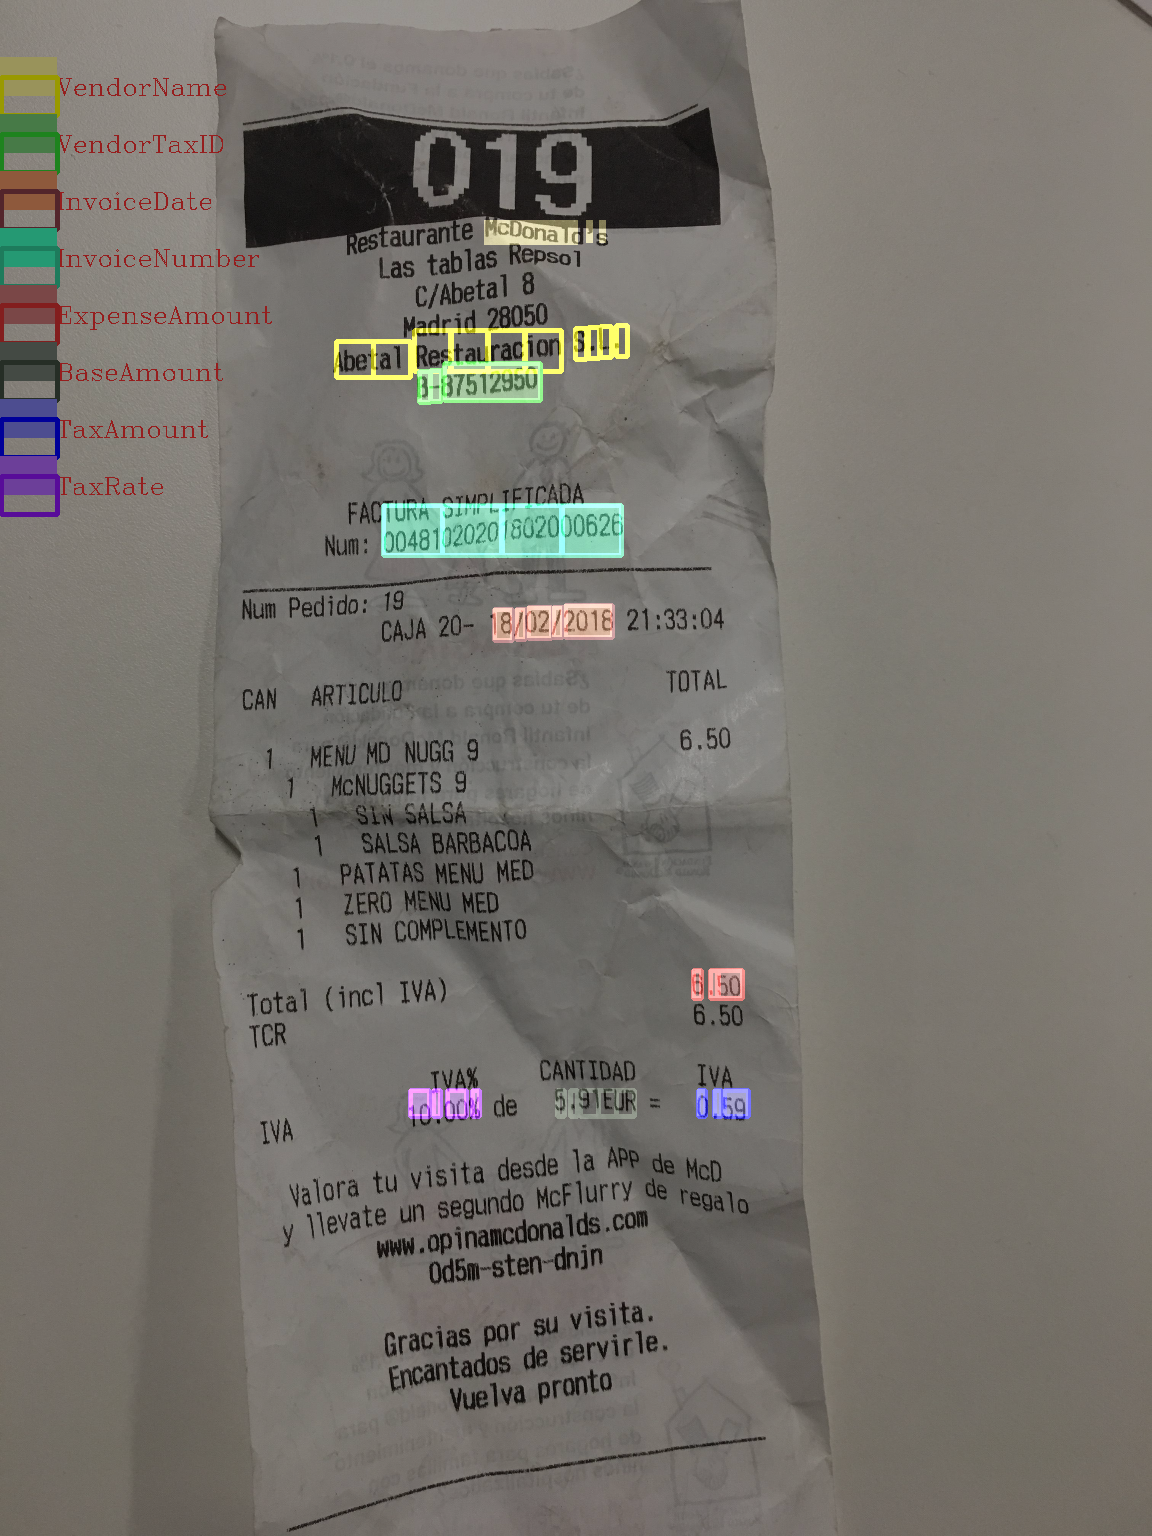 VendorName
VendorTaxID
InvoiceDate
InvoiceNumber
ExpenseAmount
BaseAmount
TaxAmount
TaxRate
019
Restaurante McDonald's
Las tablas Repsol
C/Abetal 8
Madrid 28050
Abetal Restauracion S.L.
B-87512950
FACTURA SIMPLIFICADA
Num: 00481020201802000626
Num Pedido: 19
CAJA 20- 18/02/2018 21:33:04
CAN ARTICULO TOTAL
1 MENU MD NUGG 9 6.50
1 McNUGGETS 9
1 SIN SALSA
1 SALSA BARBACOA
1 PATATAS MENU MED
1 ZERO MENU MED
1 SIN COMPLEMENTO
Total (incl IVA) 6.50
TCR 6.50
IVA% CANTIDAD IVA
IVA 10.00% de 5.91EUR = 0.59
Valora tu visita desde la APP de McD
y llevate un segundo McFlurry de regalo
www.opinamcdonalds.com
0d5m-sten-dnjn
Gracias por su visita.
Encantados de servirle.
Vuelva pronto